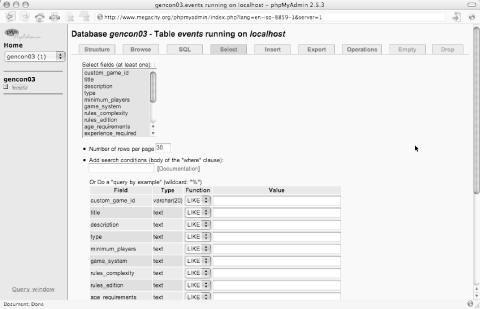 gencon03.events running on localhost – phpMyAdmin 2.5.3
http://www.megacity.org/phpmyadmin/index.php?lang=en-iso-8859-1&server=1
Database gencon03 - Table events running on localhost
phpMyAdmin
Home
gencon03 (1)
gencon03
events
Structure Browse SQL Select Insert Export Operations Empty Drop
Select fields (at least one):
custom_game_id
title
description
type
minimum_players
game_system
rules_complexity
rules_edition
age_requirements
experience_required
Number of rows per page 30
Add search conditions (body of the "where" clause):
[Documentation]
Or Do a "query by example" (wildcard: "%")
Field Type Function Value
custom_game_id varchar(20) LIKE
title text LIKE
description text LIKE
type text LIKE
minimum_players text LIKE
game_system text LIKE
rules_complexity text LIKE
rules_edition text LIKE
age_requirements text LIKE
Query window
Document: Done